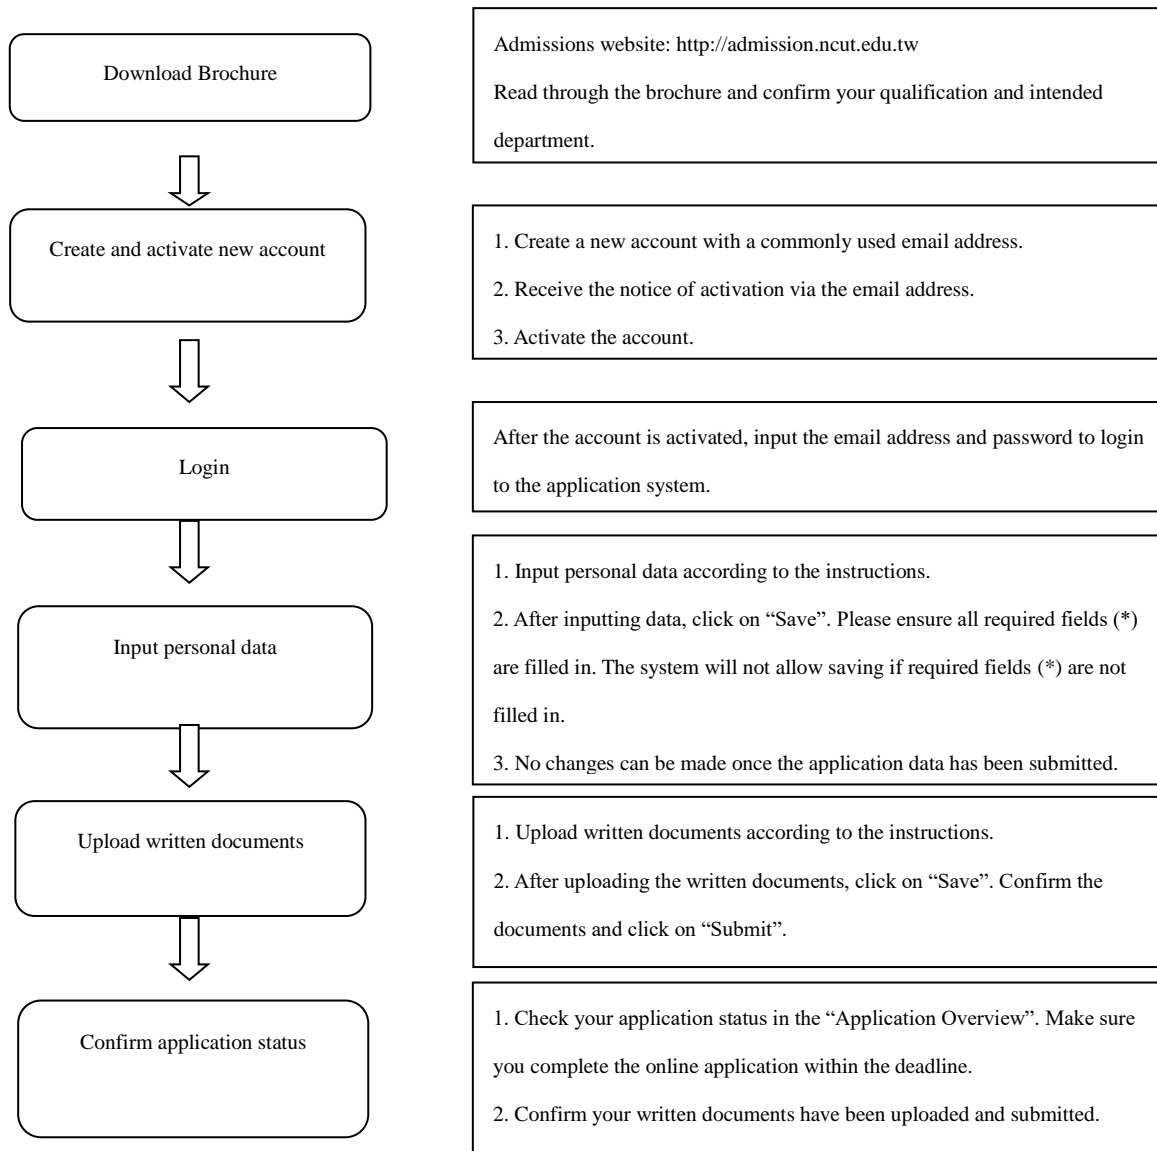 Download Brochure
Admissions website: http://admission.ncut.edu.tw
Read through the brochure and confirm your qualification and intended
department.
Create and activate new account
1. Create a new account with a commonly used email address.
2. Receive the notice of activation via the email address.
3. Activate the account.
Login
After the account is activated, input the email address and password to login
to the application system.
Input personal data
1. Input personal data according to the instructions.
2. After inputting data, click on “Save”. Please ensure all required fields (*)
are filled in. The system will not allow saving if required fields (*) are not
filled in.
3. No changes can be made once the application data has been submitted.
Upload written documents
1. Upload written documents according to the instructions.
2. After uploading the written documents, click on “Save”. Confirm the
documents and click on “Submit”.
Confirm application status
1. Check your application status in the “Application Overview”. Make sure
you complete the online application within the deadline.
2. Confirm your written documents have been uploaded and submitted.